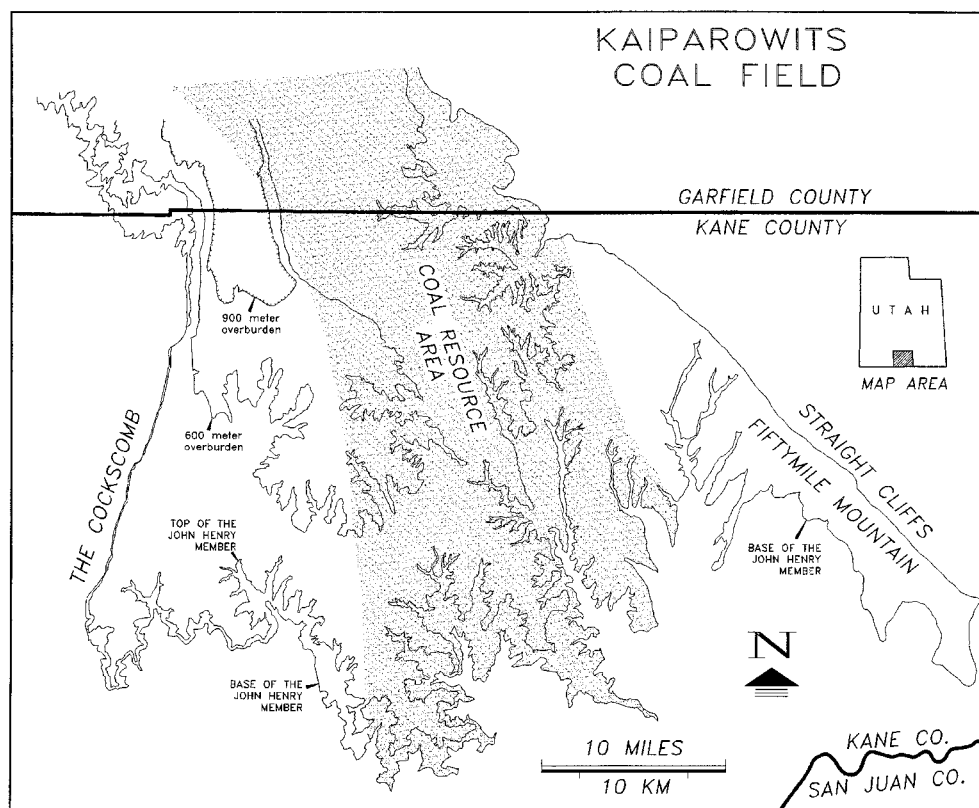 KAIPAROWITS
COAL FIELD
GARFIELD COUNTY
KANE COUNTY
900 meter
overburden
COAL RESOURCE
AREA
UTAH
MAP AREA
600 meter
overburden
THE COCKSCOMB
STRAIGHT CLIFFS
FIFTYMILE MOUNTAIN
TOP OF THE
JOHN HENRY
MEMBER
BASE OF THE
JOHN HENRY
MEMBER
BASE OF THE
JOHN HENRY
MEMBER
N
10 MILES
10 KM
KANE CO.
SAN JUAN CO.